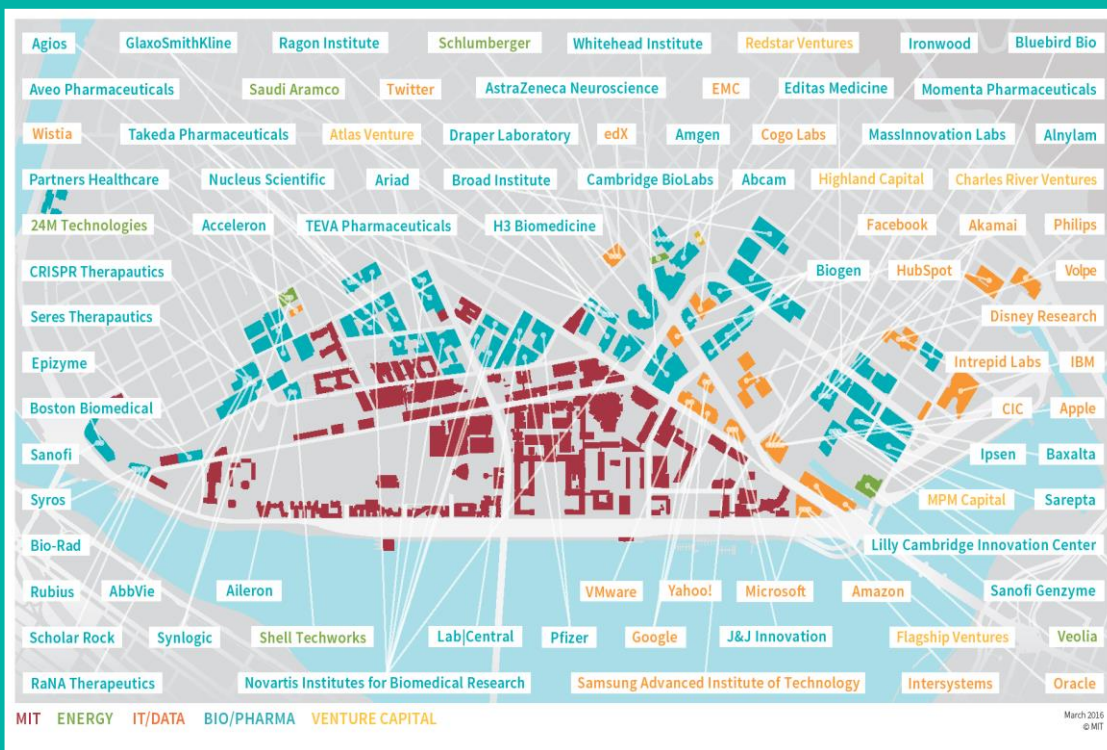 Agios GlaxoSmithKline Ragon Institute Schlumberger Whitehead Institute Redstar Ventures Ironwood Bluebird Bio
Aveo Pharmaceuticals Saudi Aramco Twitter AstraZeneca Neuroscience EMC Editas Medicine Momenta Pharmaceuticals
Wistia Takeda Pharmaceuticals Atlas Venture Draper Laboratory edX Amgen Cogo Labs MassInnovation Labs Alnylam
Partners Healthcare Nucleus Scientific Ariad Broad Institute Cambridge BioLabs Abcam Highland Capital Charles River Ventures
24M Technologies Acceleron TEVA Pharmaceuticals H3 Biomedicine Facebook Akamai Philips
CRISPR Therapautics Biogen HubSpot Volpe
Seres Therapautics Disney Research
Epizyme Intrepid Labs IBM
Boston Biomedical CIC Apple
Sanofi Ipsen Baxalta
Syros MPM Capital Sarepta
Bio-Rad Lilly Cambridge Innovation Center
Rubius AbbVie Aileron VMware Yahoo! Microsoft Amazon Sanofi Genzyme
Scholar Rock Synlogic Shell Techworks Lab|Central Pfizer Google J&J Innovation Flagship Ventures Veolia
RaNA Therapeutics Novartis Institutes for Biomedical Research Samsung Advanced Institute of Technology Intersystems Oracle
MIT ENERGY IT/DATA BIO/PHARMA VENTURE CAPITAL
March 2016
© MIT